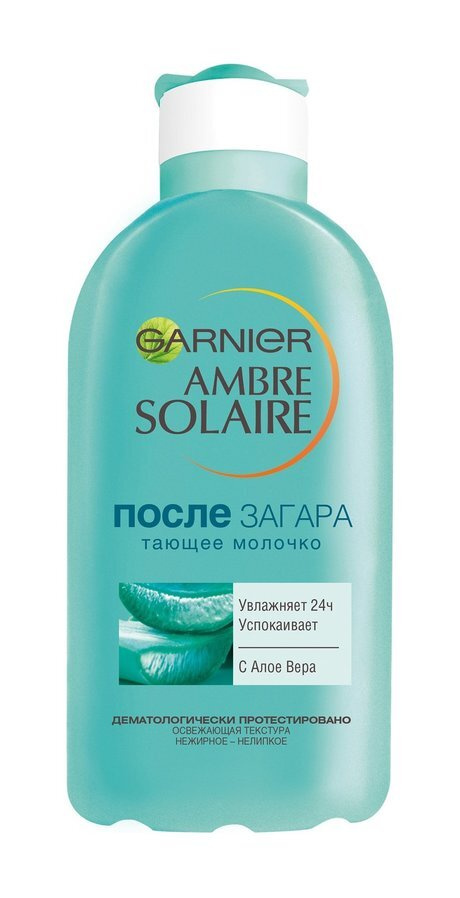 GARNIER
AMBRE
SOLAIRE
ПОСЛЕ ЗАГАРА
тающее молочко
Увлажняет 24ч
Успокаивает
С Алое Вера
ДЕМАТОЛОГИЧЕСКИ ПРОТЕСТИРОВАНО
ОСВЕЖАЮЩАЯ ТЕКСТУРА
НЕЖИРНОЕ – НЕЛИПКОЕ